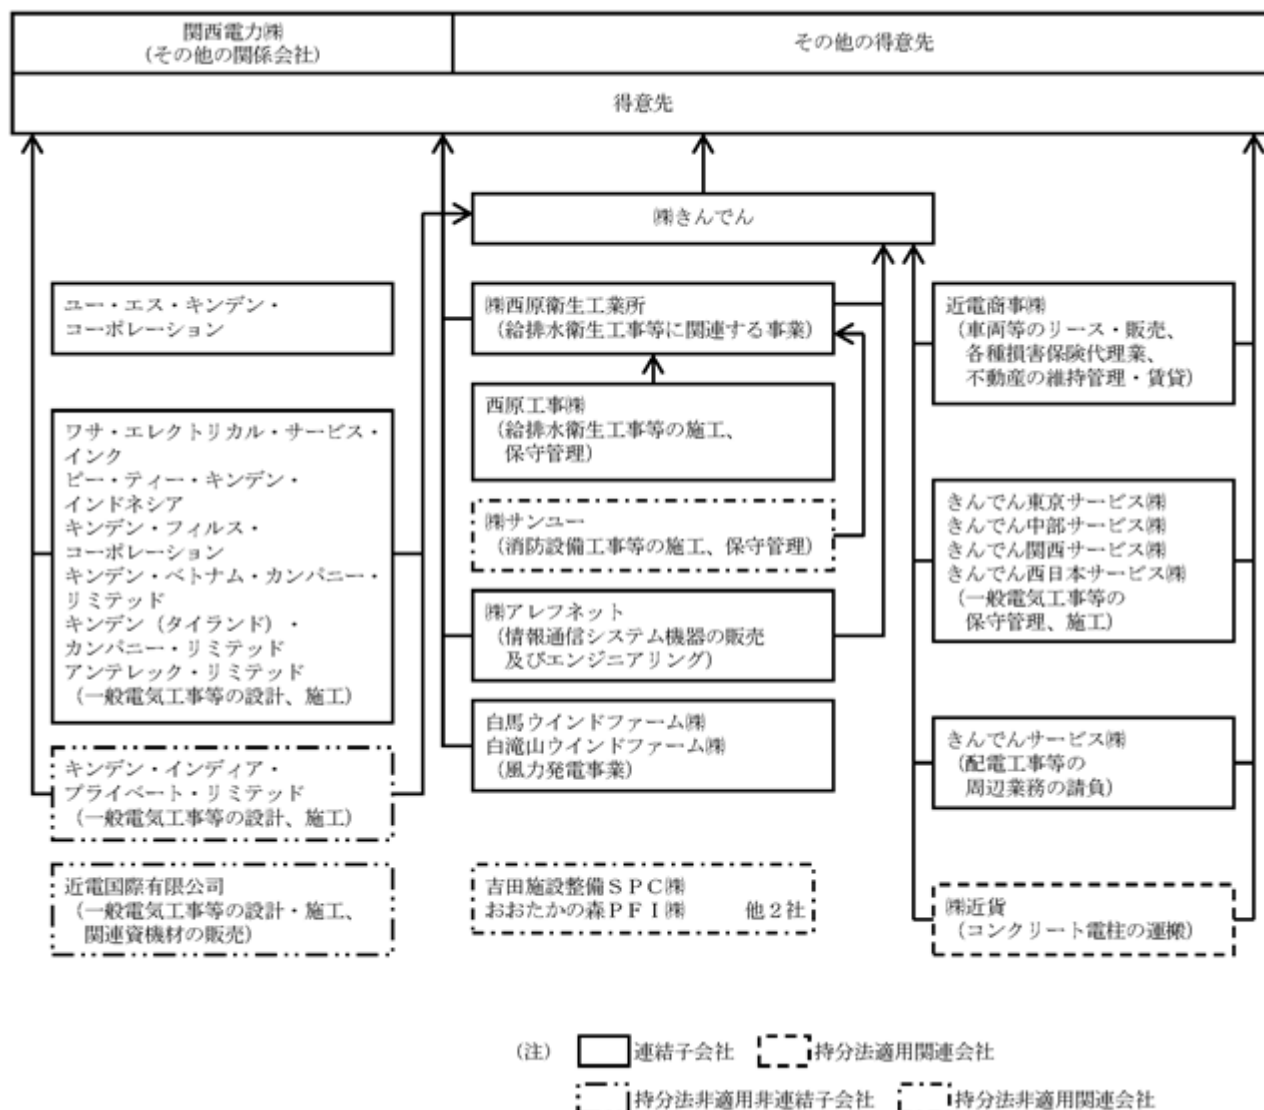 関西電力㈱
(その他の関係会社)
その他の得意先
得意先
㈱きんでん
ユー・エス・キンデン・
コーポレーション
ワサ・エレクトリカル・サービス・
インク
ピー・ティー・キンデン・
インドネシア
キンデン・フィルス・
コーポレーション
キンデン・ベトナム・カンパニー・
リミテッド
キンデン（タイランド）・
カンパニー・リミテッド
アンテレック・リミテッド
（一般電気工事等の設計、施工）
キンデン・インディア・
プライベート・リミテッド
（一般電気工事等の設計、施工）
近電国際有限公司
（一般電気工事等の設計・施工、
関連資機材の販売）
㈱西原衛生工業所
（給排水衛生工事等に関連する事業）
西原工事㈱
（給排水衛生工事等の施工、
保守管理）
㈱サンユー
（消防設備工事等の施工、保守管理）
㈱アレフネット
（情報通信システム機器の販売
及びエンジニアリング）
白馬ウインドファーム㈱
白滝山ウインドファーム㈱
（風力発電事業）
吉田施設整備ＳＰＣ㈱
おおたかの森ＰＦＩ㈱　　他２社
近電商事㈱
（車両等のリース・販売、
各種損害保険代理業、
不動産の維持管理・賃貸）
きんでん東京サービス㈱
きんでん中部サービス㈱
きんでん関西サービス㈱
きんでん西日本サービス㈱
（一般電気工事等の
保守管理、施工）
きんでんサービス㈱
（配電工事等の
周辺業務の請負）
㈱近貨
（コンクリート電柱の運搬）
(注)　連結子会社　持分法適用関連会社
持分法非適用非連結子会社　持分法非適用関連会社